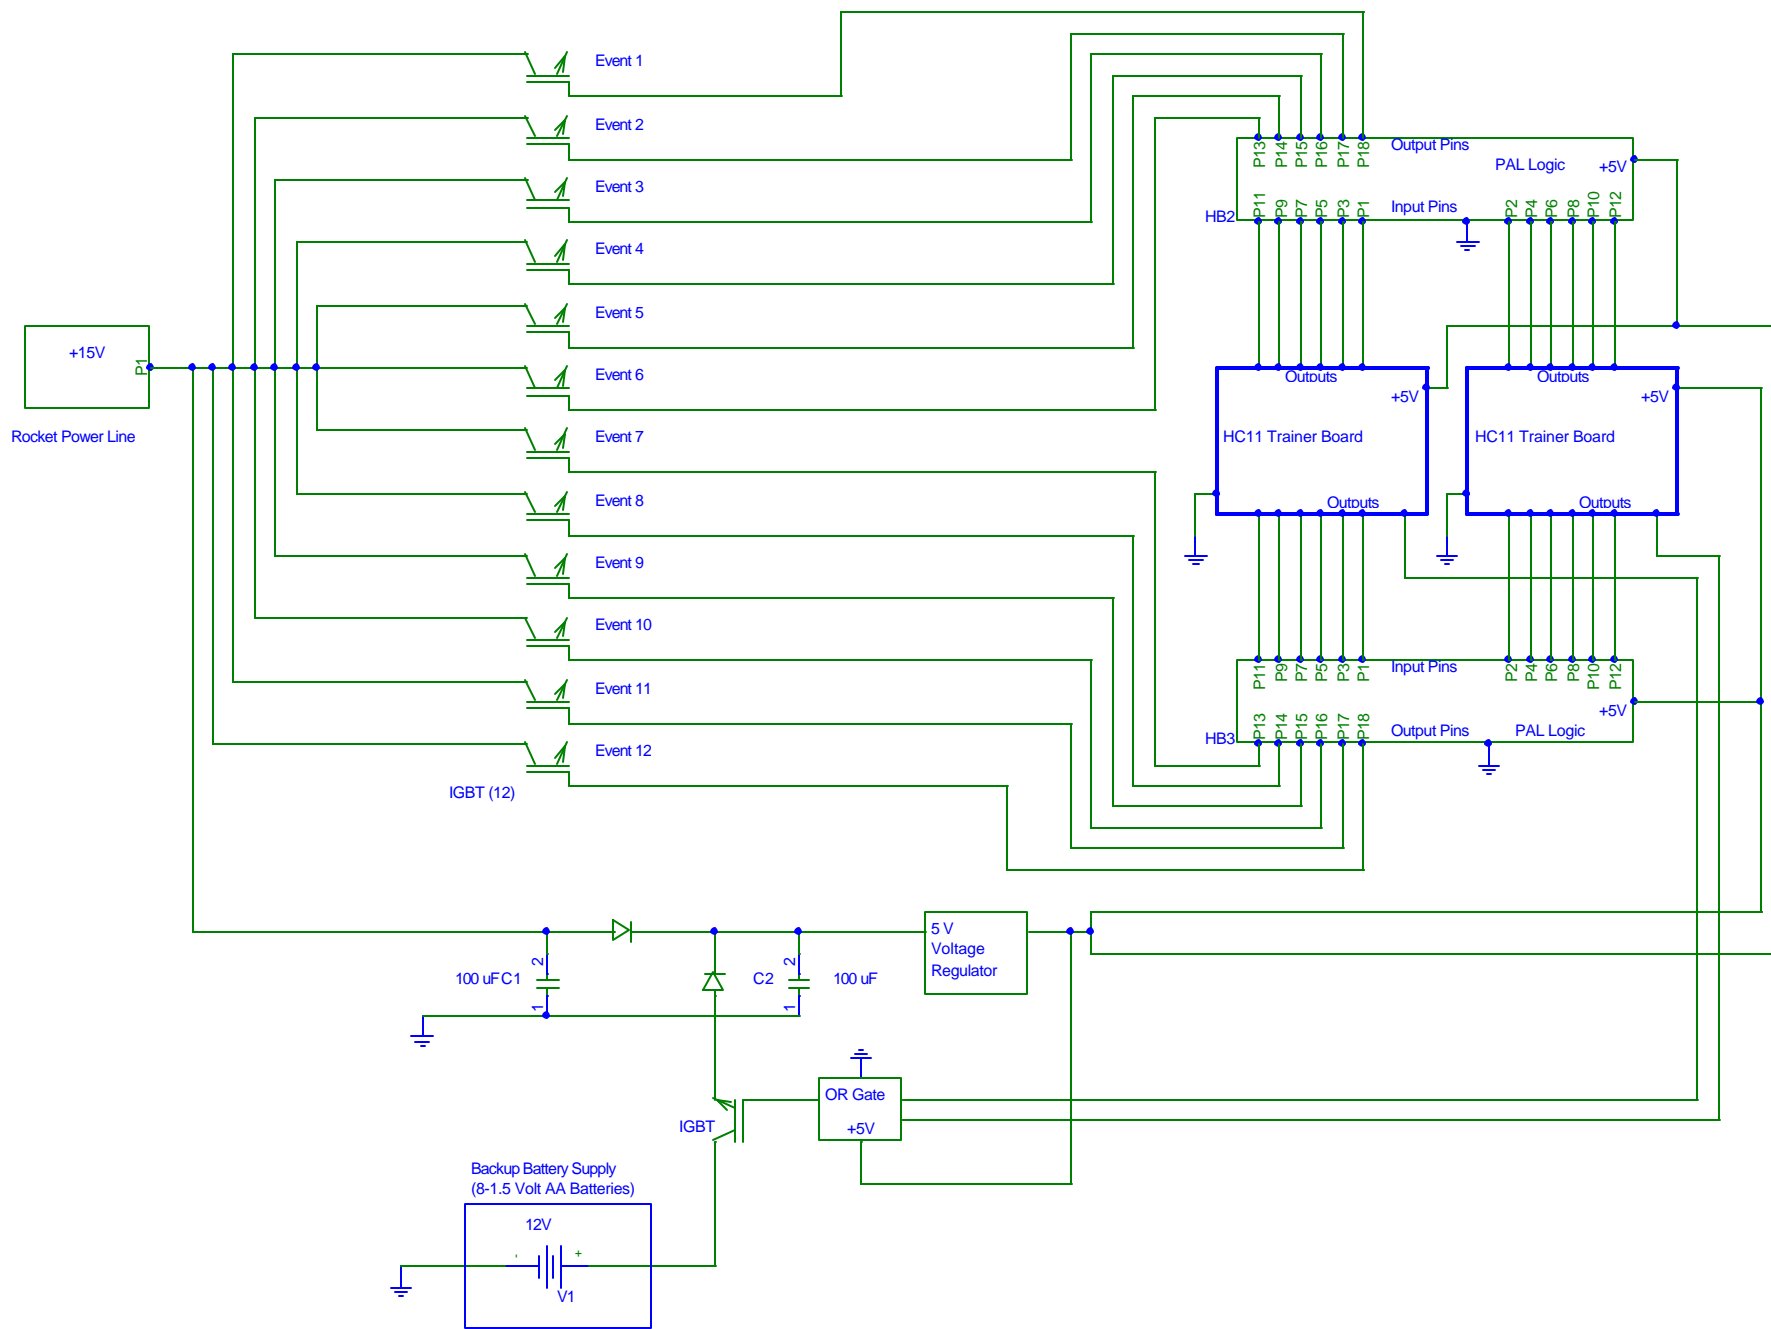 Event 1
Event 2
Event 3
Event 4
Event 5
Event 6
Event 7
Event 8
Event 9
Event 10
Event 11
Event 12
IGBT (12)
+15V
P1
Rocket Power Line
P13 P14 P15 P16 P17 P18
Output Pins
PAL Logic
+5V
P11 P9 P7 P5 P3 P1
Input Pins
P2 P4 P6 P8 P10 P12
HB2
Outputs
+5V
HC11 Trainer Board
Outputs
Outputs
+5V
HC11 Trainer Board
Outputs
P11 P9 P7 P5 P3 P1
Input Pins
P2 P4 P6 P8 P10 P12
+5V
HB3
P13 P14 P15 P16 P17 P18
Output Pins
PAL Logic
5 V
Voltage
Regulator
2
100 uF C1
1
2
C2 100 uF
1
OR Gate
+5V
IGBT
Backup Battery Supply
(8-1.5 Volt AA Batteries)
12V
- +
V1